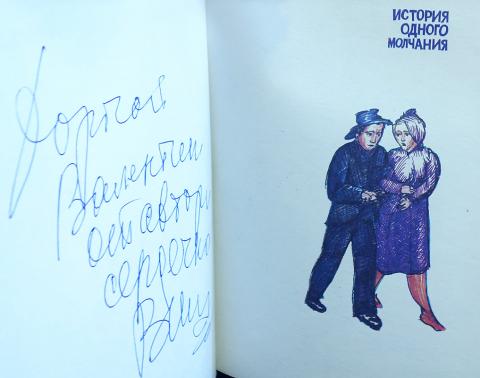 Дорогой
Валентин
от автора
сердечно
ИСТОРИЯ
ОДНОГО
МОЛЧАНИЯ